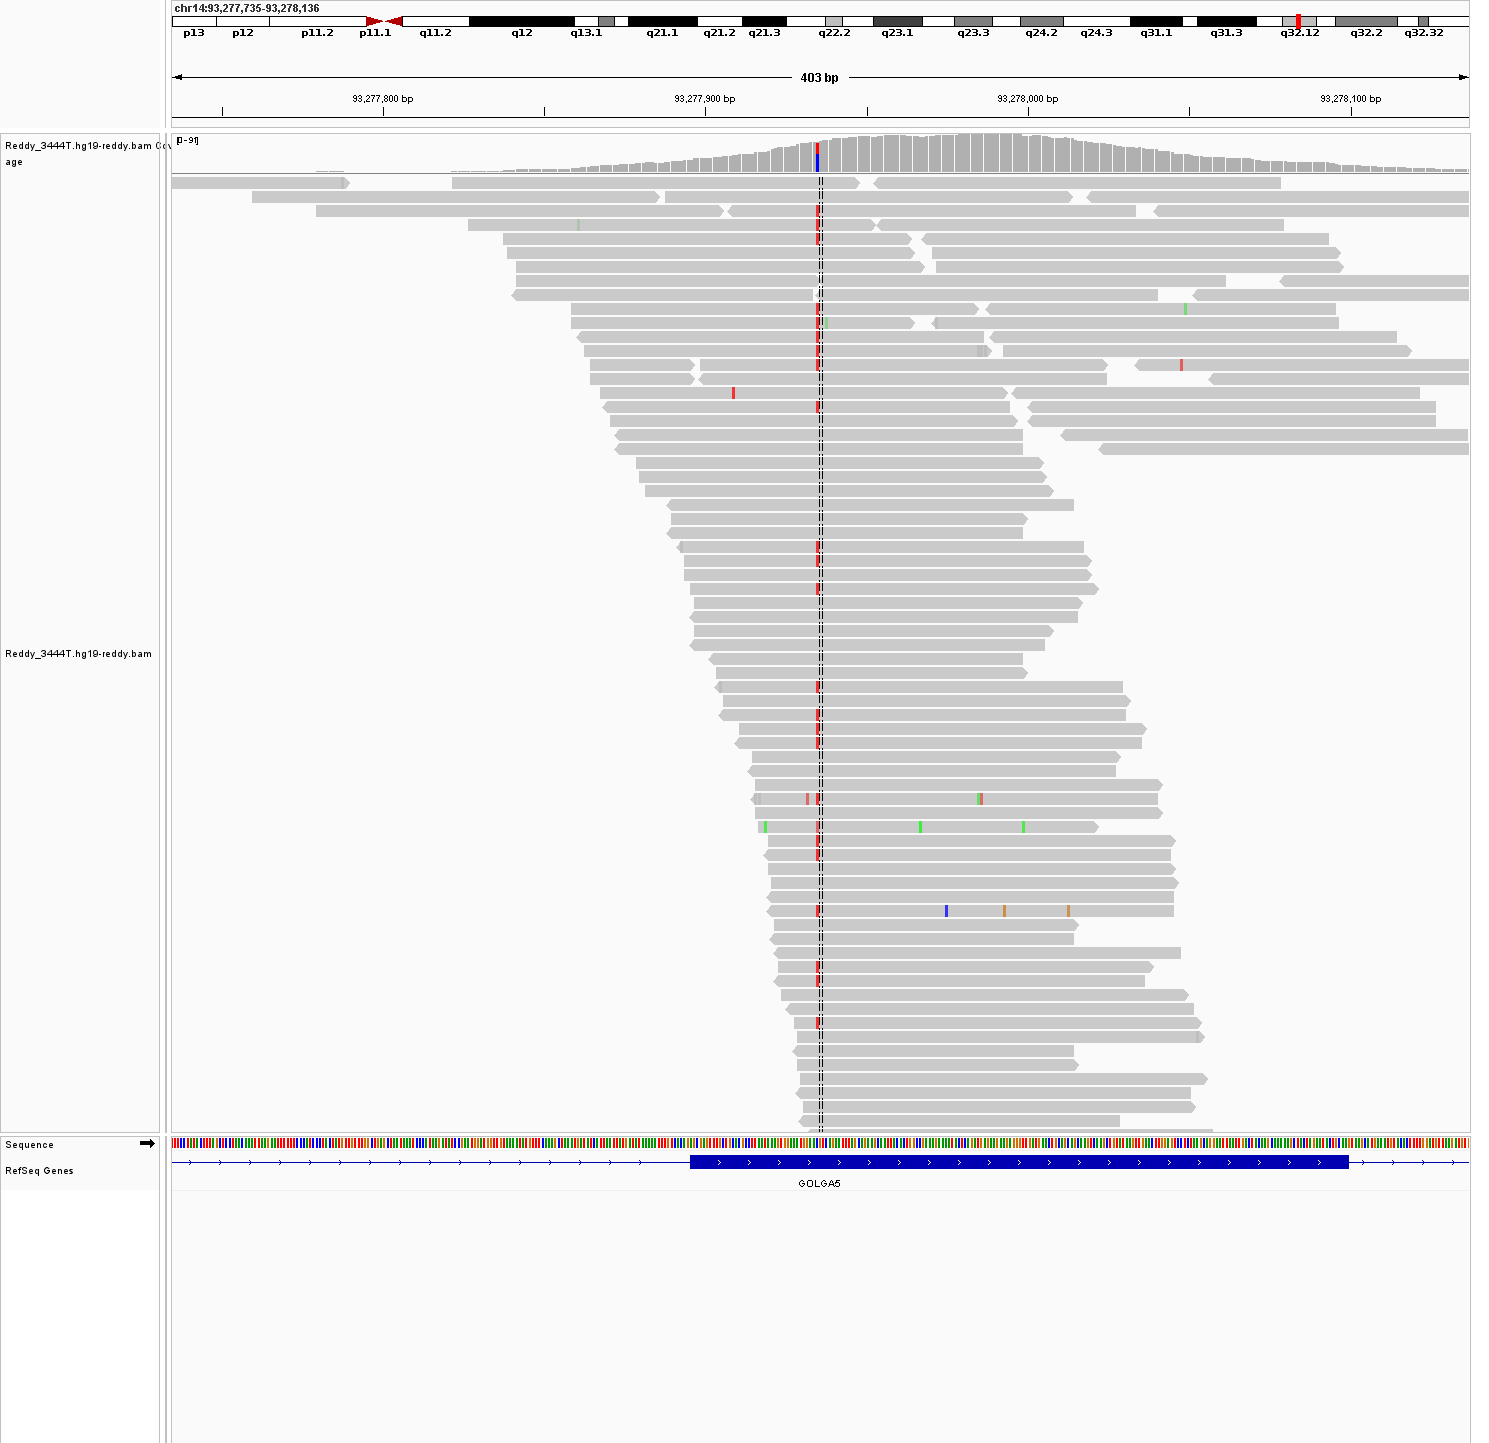 chr14:93,277,735-93,278,136
p13 p12 p11.2 p11.1 q11.2 q12 q13.1 q21.1 q21.2 q21.3 q22.2 q23.1 q23.3 q24.2 q24.3 q31.1 q31.3 q32.12 q32.2 q32.32
403 bp
93,277,800 bp 93,277,900 bp 93,278,000 bp 93,278,100 bp
[0-91]
Reddy_3444T.hg19-reddy.bam Cov
age
Reddy_3444T.hg19-reddy.bam
Sequence
RefSeq Genes
GOLGA5